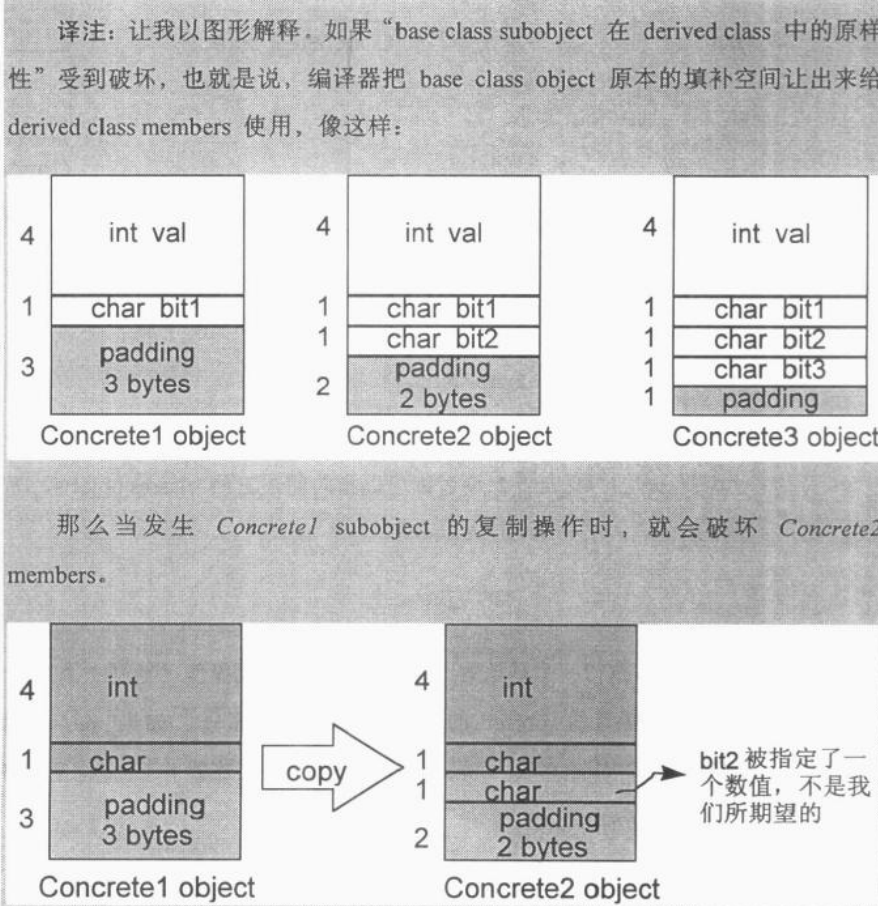 译注：让我以图形解释。如果“base class subobject 在 derived class 中的原样
性”受到破坏，也就是说，编译器把 base class object 原本的填补空间让出来给
derived class members 使用，像这样：
4 int val
1 char bit1
3 padding
3 bytes
Concrete1 object
4 int val
1 char bit1
1 char bit2
2 padding
2 bytes
Concrete2 object
4 int val
1 char bit1
1 char bit2
1 char bit3
1 padding
Concrete3 object
那么当发生 Concrete1 subobject 的复制操作时，就会破坏 Concrete2
members。
4 int
1 char
3 padding
3 bytes
Concrete1 object
copy
4 int
1 char
1 char
2 padding
2 bytes
Concrete2 object
bit2 被指定了一
个数值，不是我
们所期望的